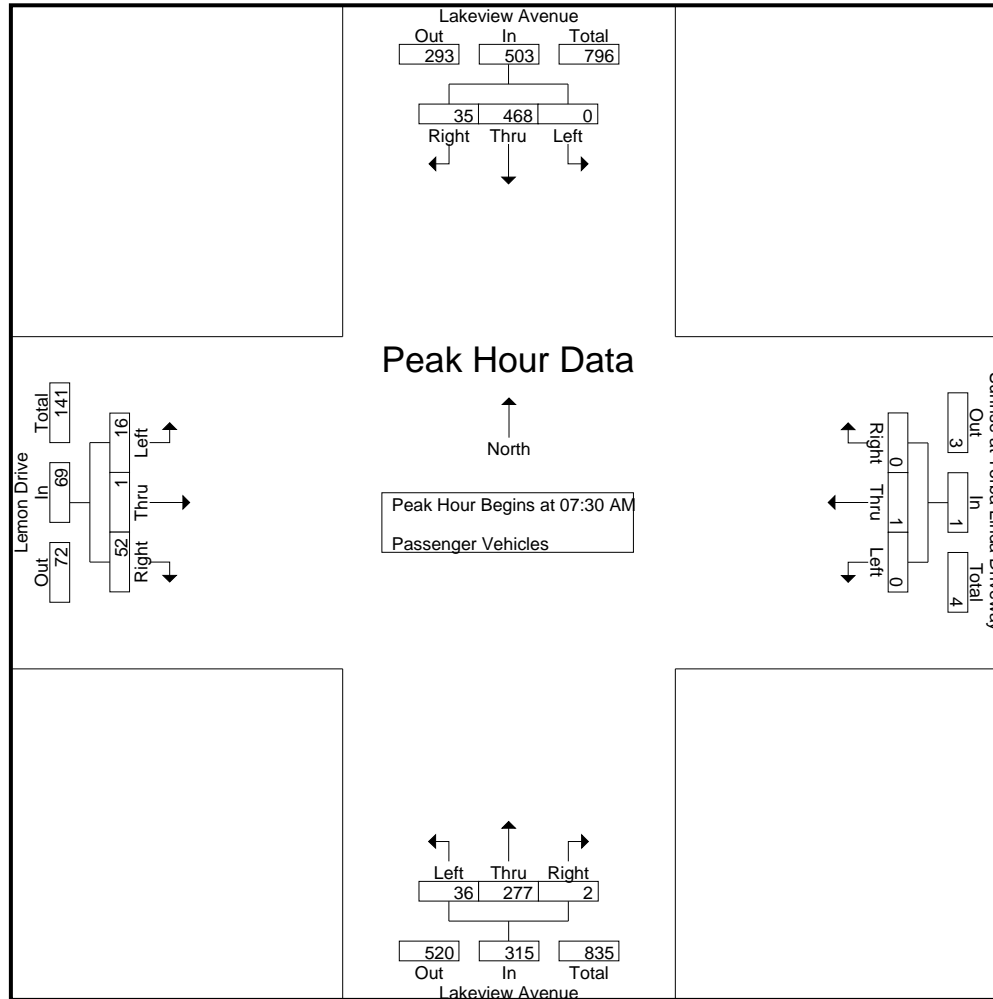 Lakeview Avenue
Out In Total
293 503 796
35 468 0
Right Thru Left
Peak Hour Data
North
Peak Hour Begins at 07:30 AM
Passenger Vehicles
Lemon Drive
Out In Total
72 69 141
Left Thru Right
16 1 52
Out In Total
3 1 4
Right Thru Left
0 1 0
Left Thru Right
36 277 2
520 315 835
Out In Total
Lakeview Avenue